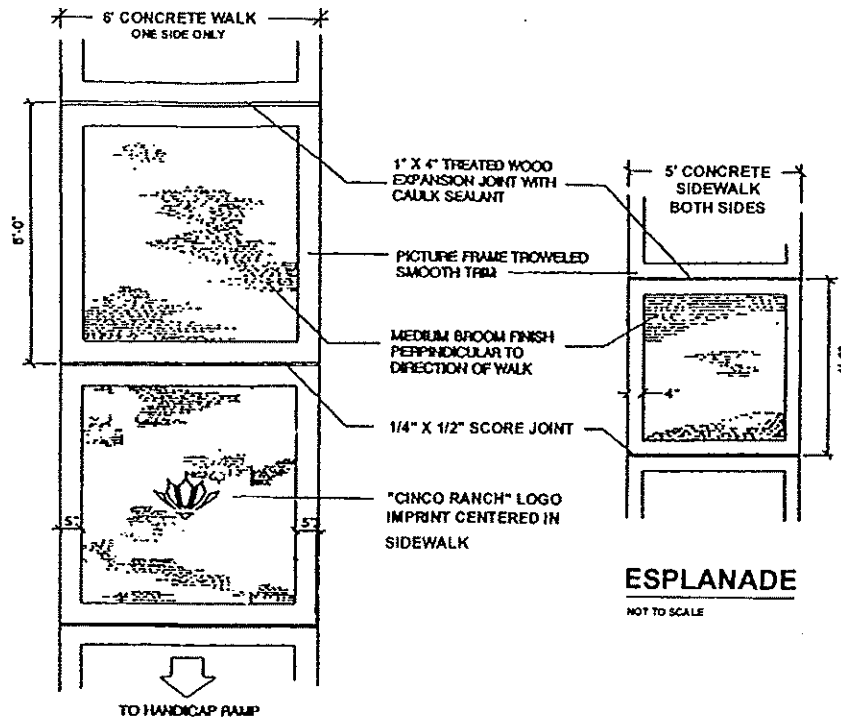 6' CONCRETE WALK
ONE SIDE ONLY
1" X 4" TREATED WOOD
EXPANSION JOINT WITH
CAULK SEALANT
5' CONCRETE
SIDEWALK
BOTH SIDES
PICTURE FRAME TROWELED
SMOOTH TRIM
MEDIUM BROOM FINISH
PERPINDICULAR TO
DIRECTION OF WALK
4"
1/4" X 1/2" SCORE JOINT
"CINCO RANCH" LOGO
IMPRINT CENTERED IN
SIDEWALK
5"
5"
ESPLANADE
NOT TO SCALE
TO HANDICAP RAMP